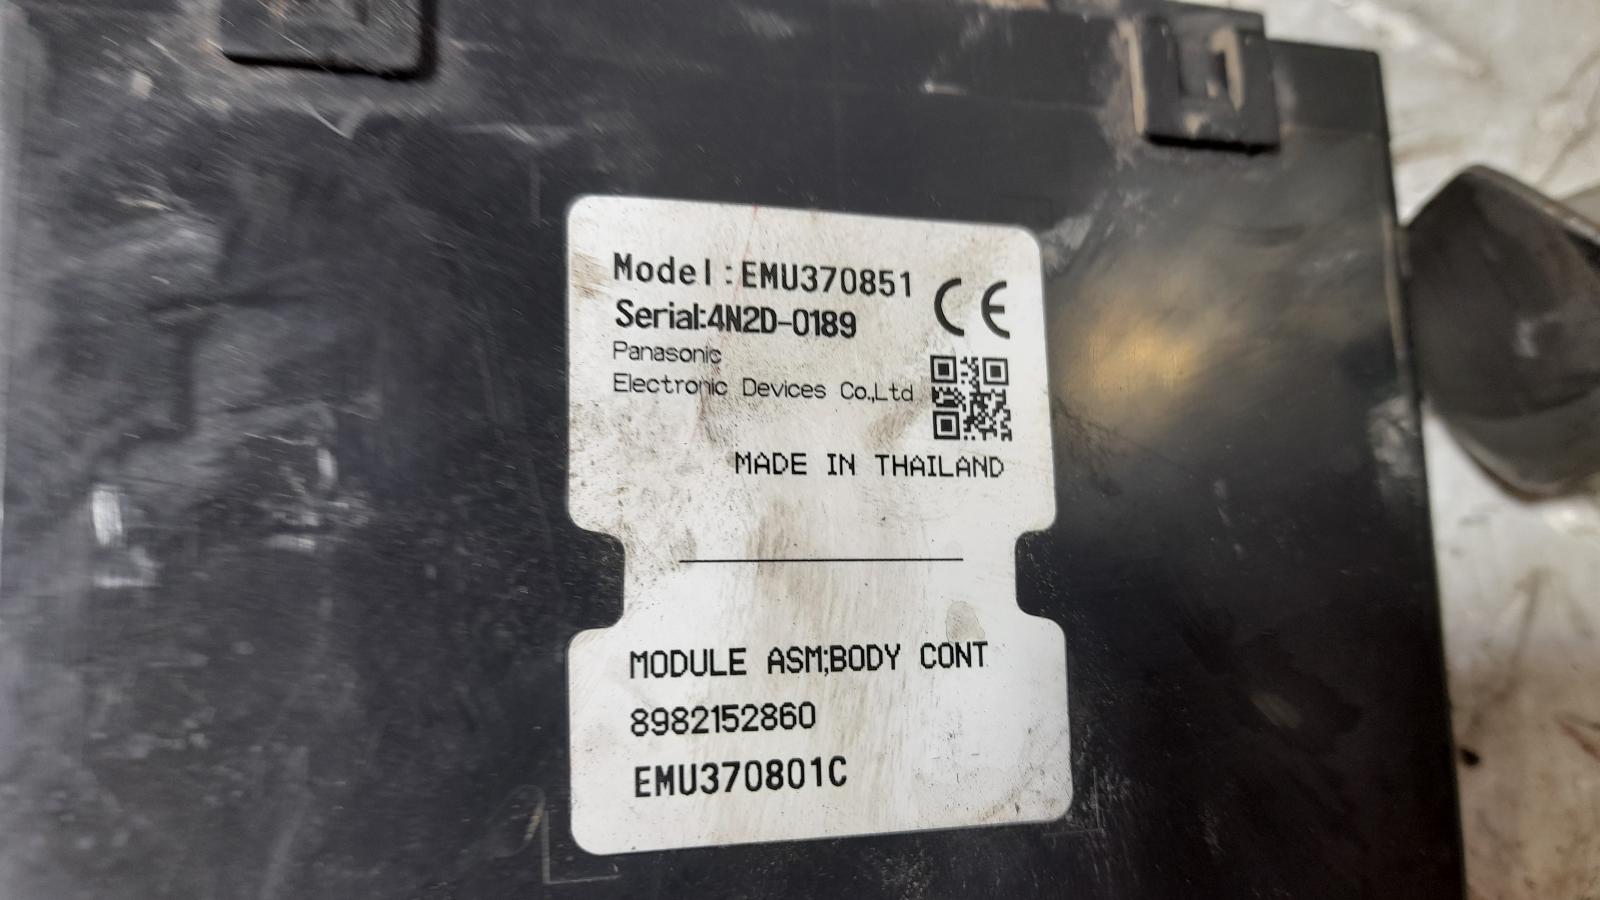 Model:EMU370851
Serial:4N2D-0189
CE
Panasonic
Electronic Devices Co.,Ltd
MADE IN THAILAND
MODULE ASM;BODY CONT
8982152860
EMU370801C